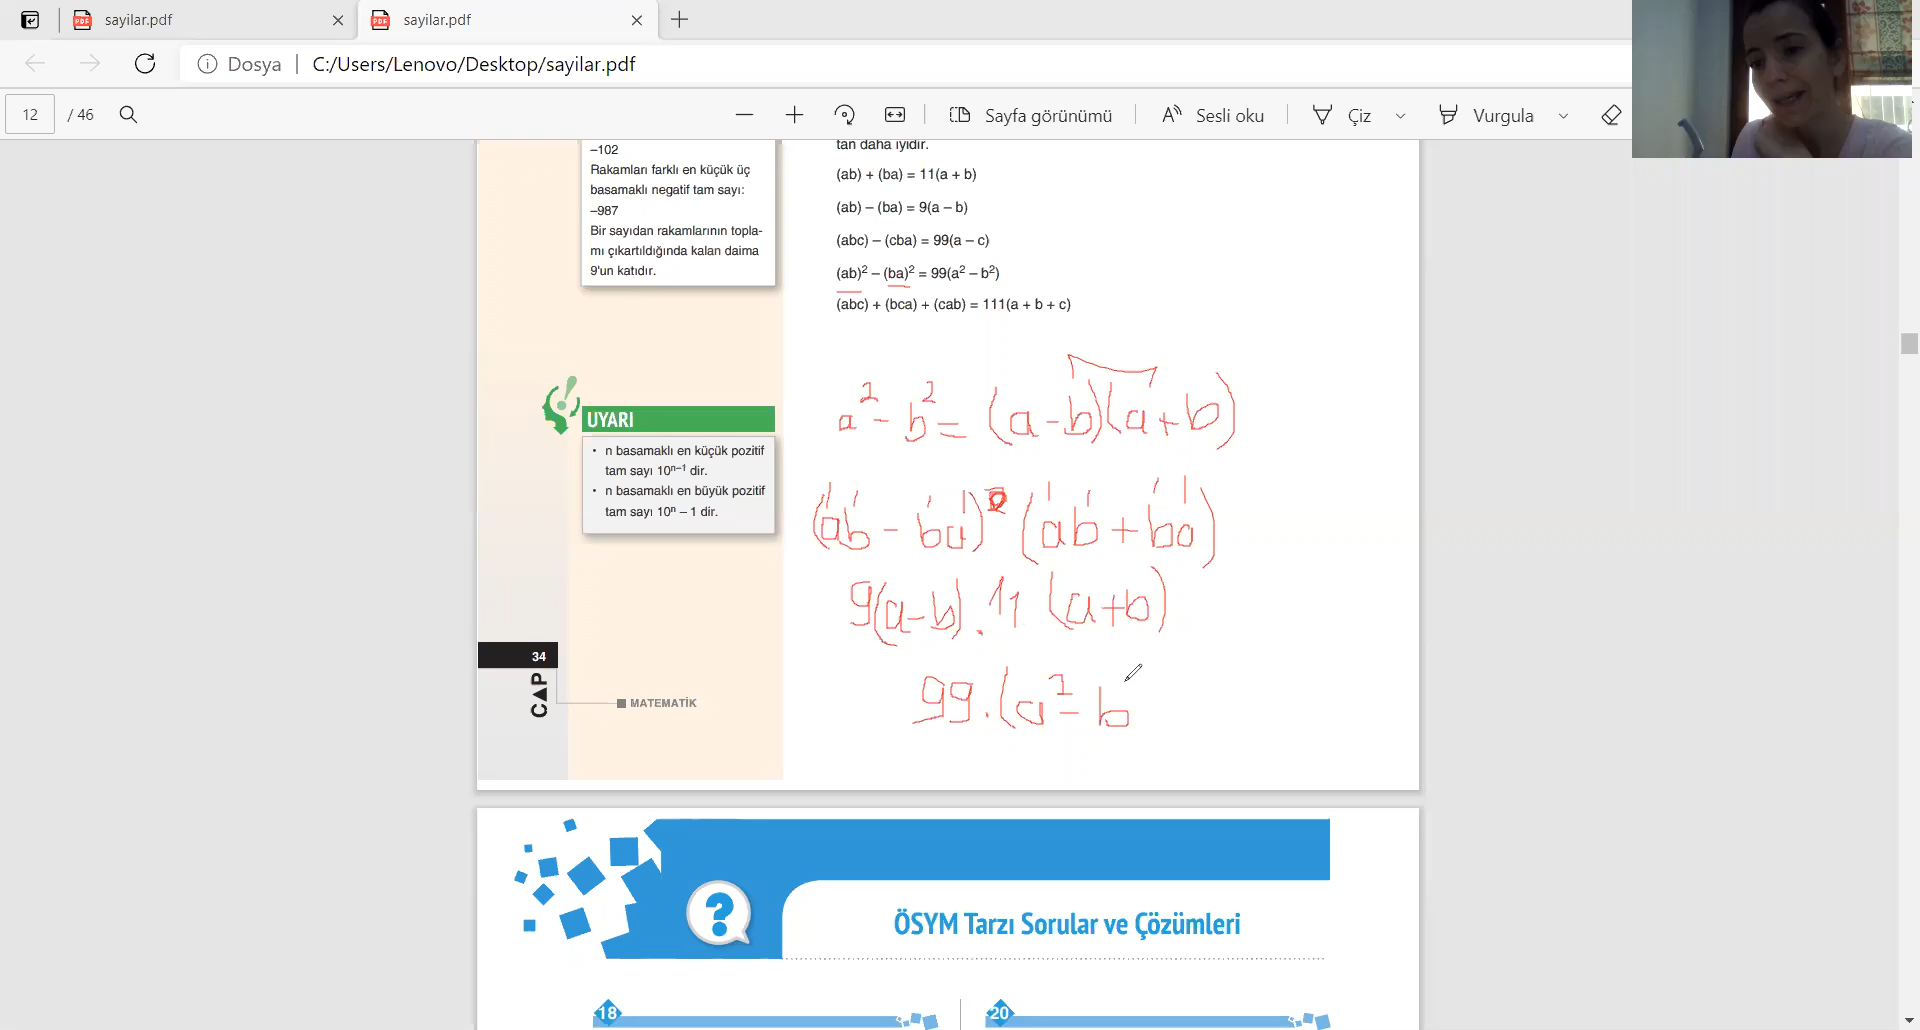 sayilar.pdf
sayilar.pdf
Dosya | C:/Users/Lenovo/Desktop/sayilar.pdf
12 / 46
Sayfa görünümü
Sesli oku
Çiz
Vurgula
–102
Rakamları farklı en küçük üç
basamaklı negatif tam sayı:
–987
Bir sayıdan rakamlarının topla-
mı çıkartıldığında kalan daima
9'un katıdır.
UYARI
• n basamaklı en küçük pozitif
tam sayı 10ⁿ⁻¹ dir.
• n basamaklı en büyük pozitif
tam sayı 10ⁿ – 1 dir.
34
CAP
MATEMATİK
tan daha iyidir.
(ab) + (ba) = 11(a + b)
(ab) – (ba) = 9(a – b)
(abc) – (cba) = 99(a – c)
(ab)² – (ba)² = 99(a² – b²)
(abc) + (bca) + (cab) = 111(a + b + c)
a² - b² = (a-b)(a+b)
(ab - ba) (ab + ba)
9(a-b) . 11 (a+b)
99.(a² - b
?
ÖSYM Tarzı Sorular ve Çözümleri
18
20